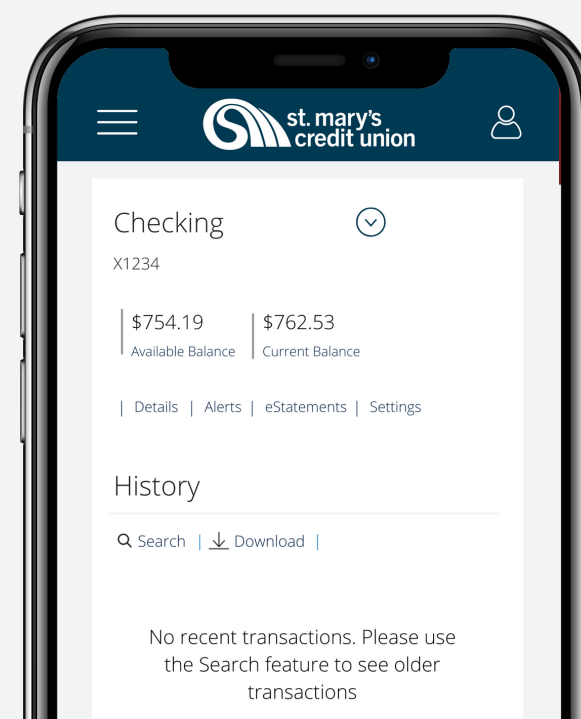 st. mary's
credit union
Checking
X1234
$754.19 $762.53
Available Balance Current Balance
| Details | Alerts | eStatements | Settings
History
Search | Download |
No recent transactions. Please use
the Search feature to see older
transactions